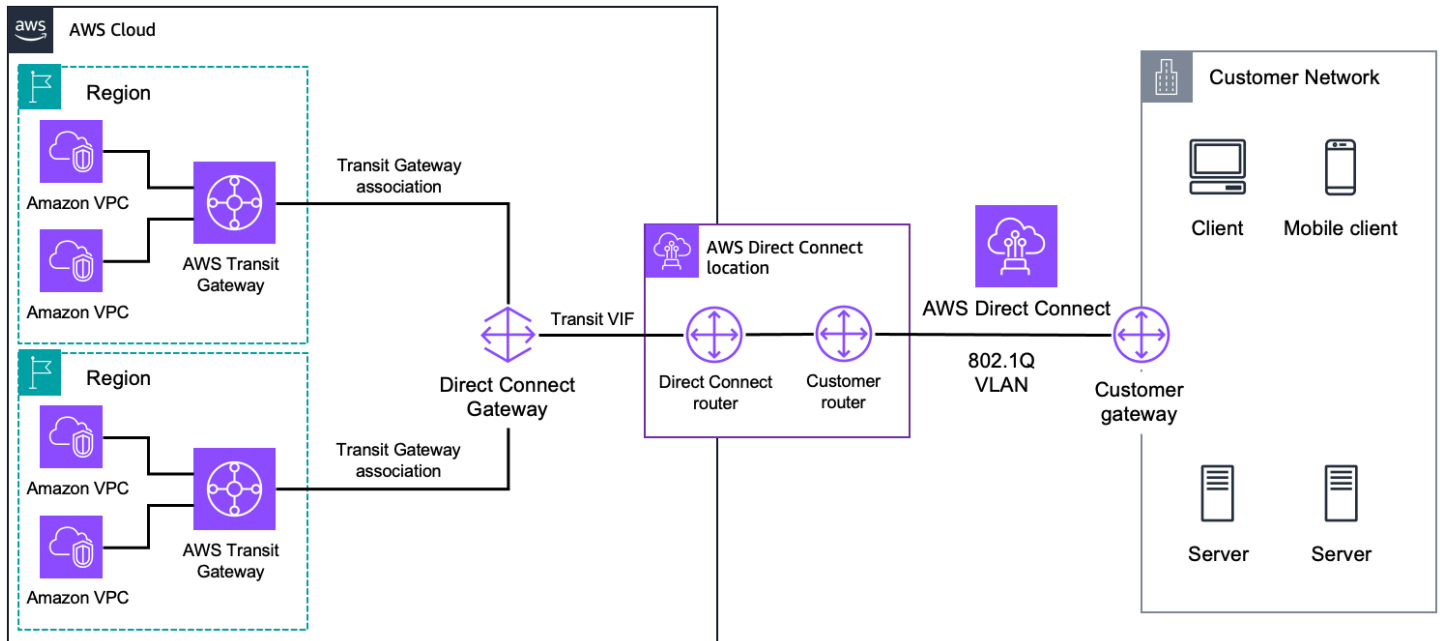 aws
AWS Cloud
Region
Amazon VPC
Amazon VPC
AWS Transit
Gateway
Transit Gateway
association
Region
Amazon VPC
Amazon VPC
AWS Transit
Gateway
Transit Gateway
association
Direct Connect
Gateway
Transit VIF
AWS Direct Connect
location
Direct Connect
router
Customer
router
AWS Direct Connect
802.1Q
VLAN
Customer
gateway
Customer Network
Client
Mobile client
Server
Server